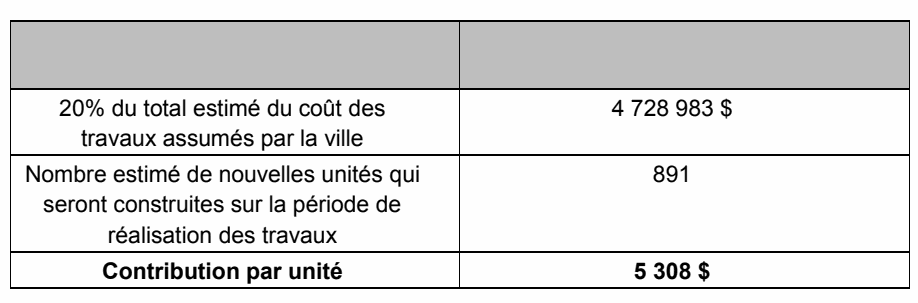 20% du total estimé du coût des 4 728 983 $
travaux assumés par la ville
Nombre estimé de nouvelles unités qui 891
seront construites sur la période de
réalisation des travaux
Contribution par unité 5 308 $